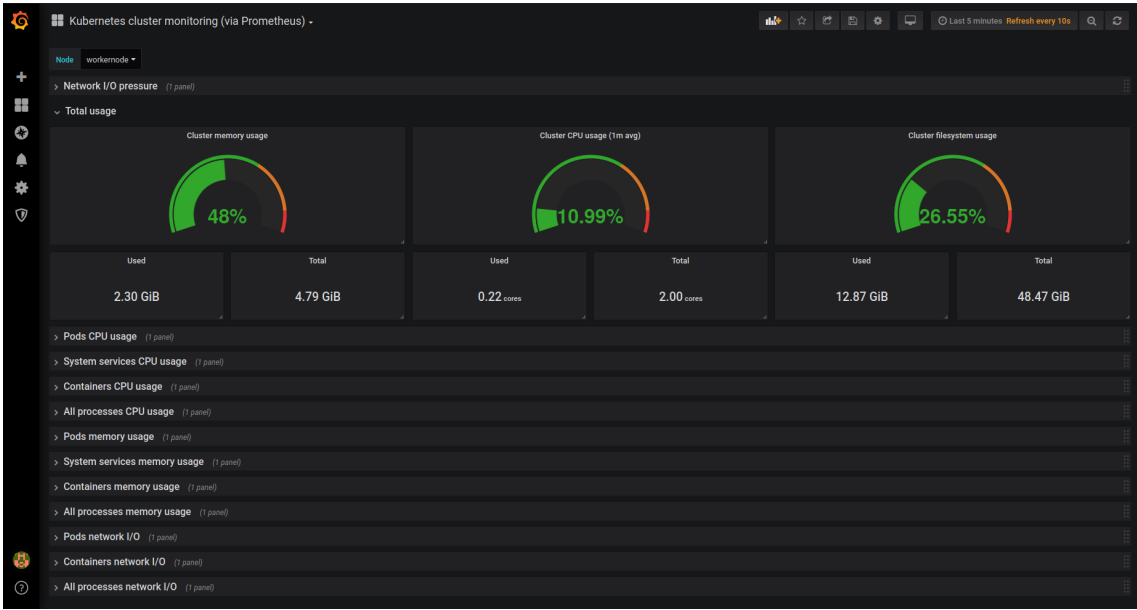 Kubernetes cluster monitoring (via Prometheus)
Last 5 minutes Refresh every 10s
Node workernode
Network I/O pressure (1 panel)
Total usage
Cluster memory usage
Cluster CPU usage (1m avg)
Cluster filesystem usage
48%
10.99%
26.55%
Used
Total
Used
Total
Used
Total
2.30 GiB
4.79 GiB
0.22 cores
2.00 cores
12.87 GiB
48.47 GiB
Pods CPU usage (1 panel)
System services CPU usage (1 panel)
Containers CPU usage (1 panel)
All processes CPU usage (1 panel)
Pods memory usage (1 panel)
System services memory usage (1 panel)
Containers memory usage (1 panel)
All processes memory usage (1 panel)
Pods network I/O (1 panel)
Containers network I/O (1 panel)
All processes network I/O (1 panel)